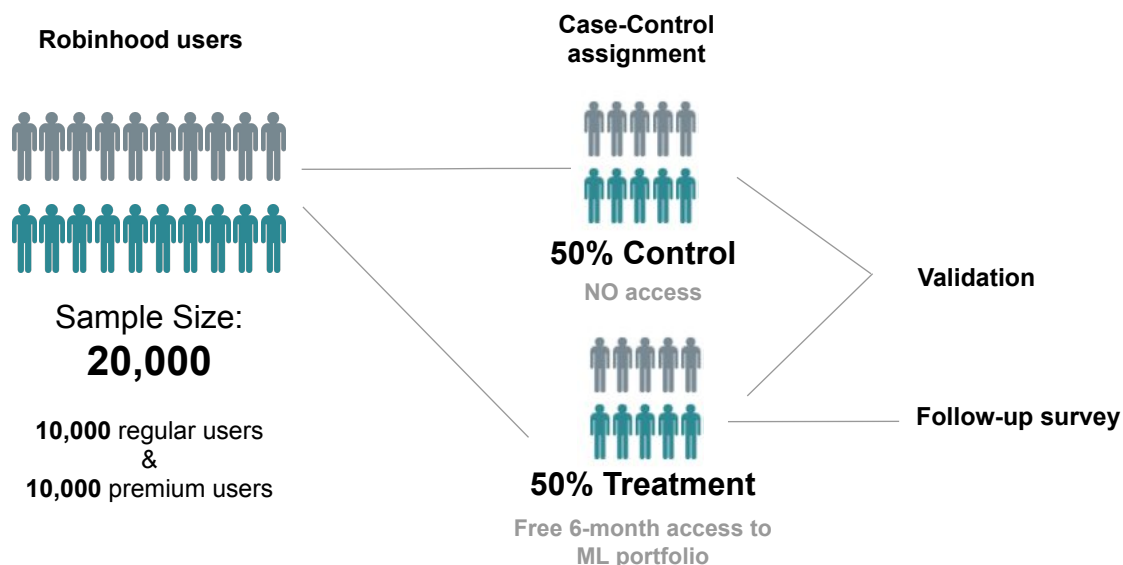 Robinhood users
Case-Control
assignment
Sample Size:
20,000
10,000 regular users
&
10,000 premium users
50% Control
NO access
50% Treatment
Free 6-month access to
ML portfolio
Validation
Follow-up survey